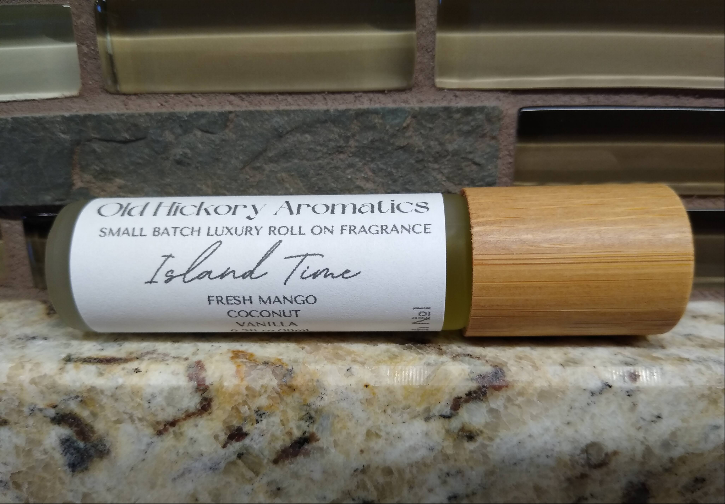 Old Hickory Aromatics
SMALL BATCH LUXURY ROLL ON FRAGRANCE
Island Time
FRESH MANGO
COCONUT
VANILLA